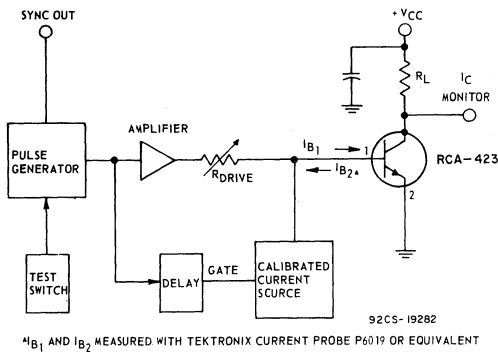 SYNC OUT
+ VCC
RL
IC
MONITOR
AMPLIFIER
PULSE
GENERATOR
RDRIVE
IB1
IB2▲
1
2
RCA-423
TEST
SWITCH
DELAY
GATE
CALIBRATED
CURRENT
SOURCE
92CS-19282
▲IB1 AND IB2 MEASURED WITH TEKTRONIX CURRENT PROBE P6019 OR EQUIVALENT